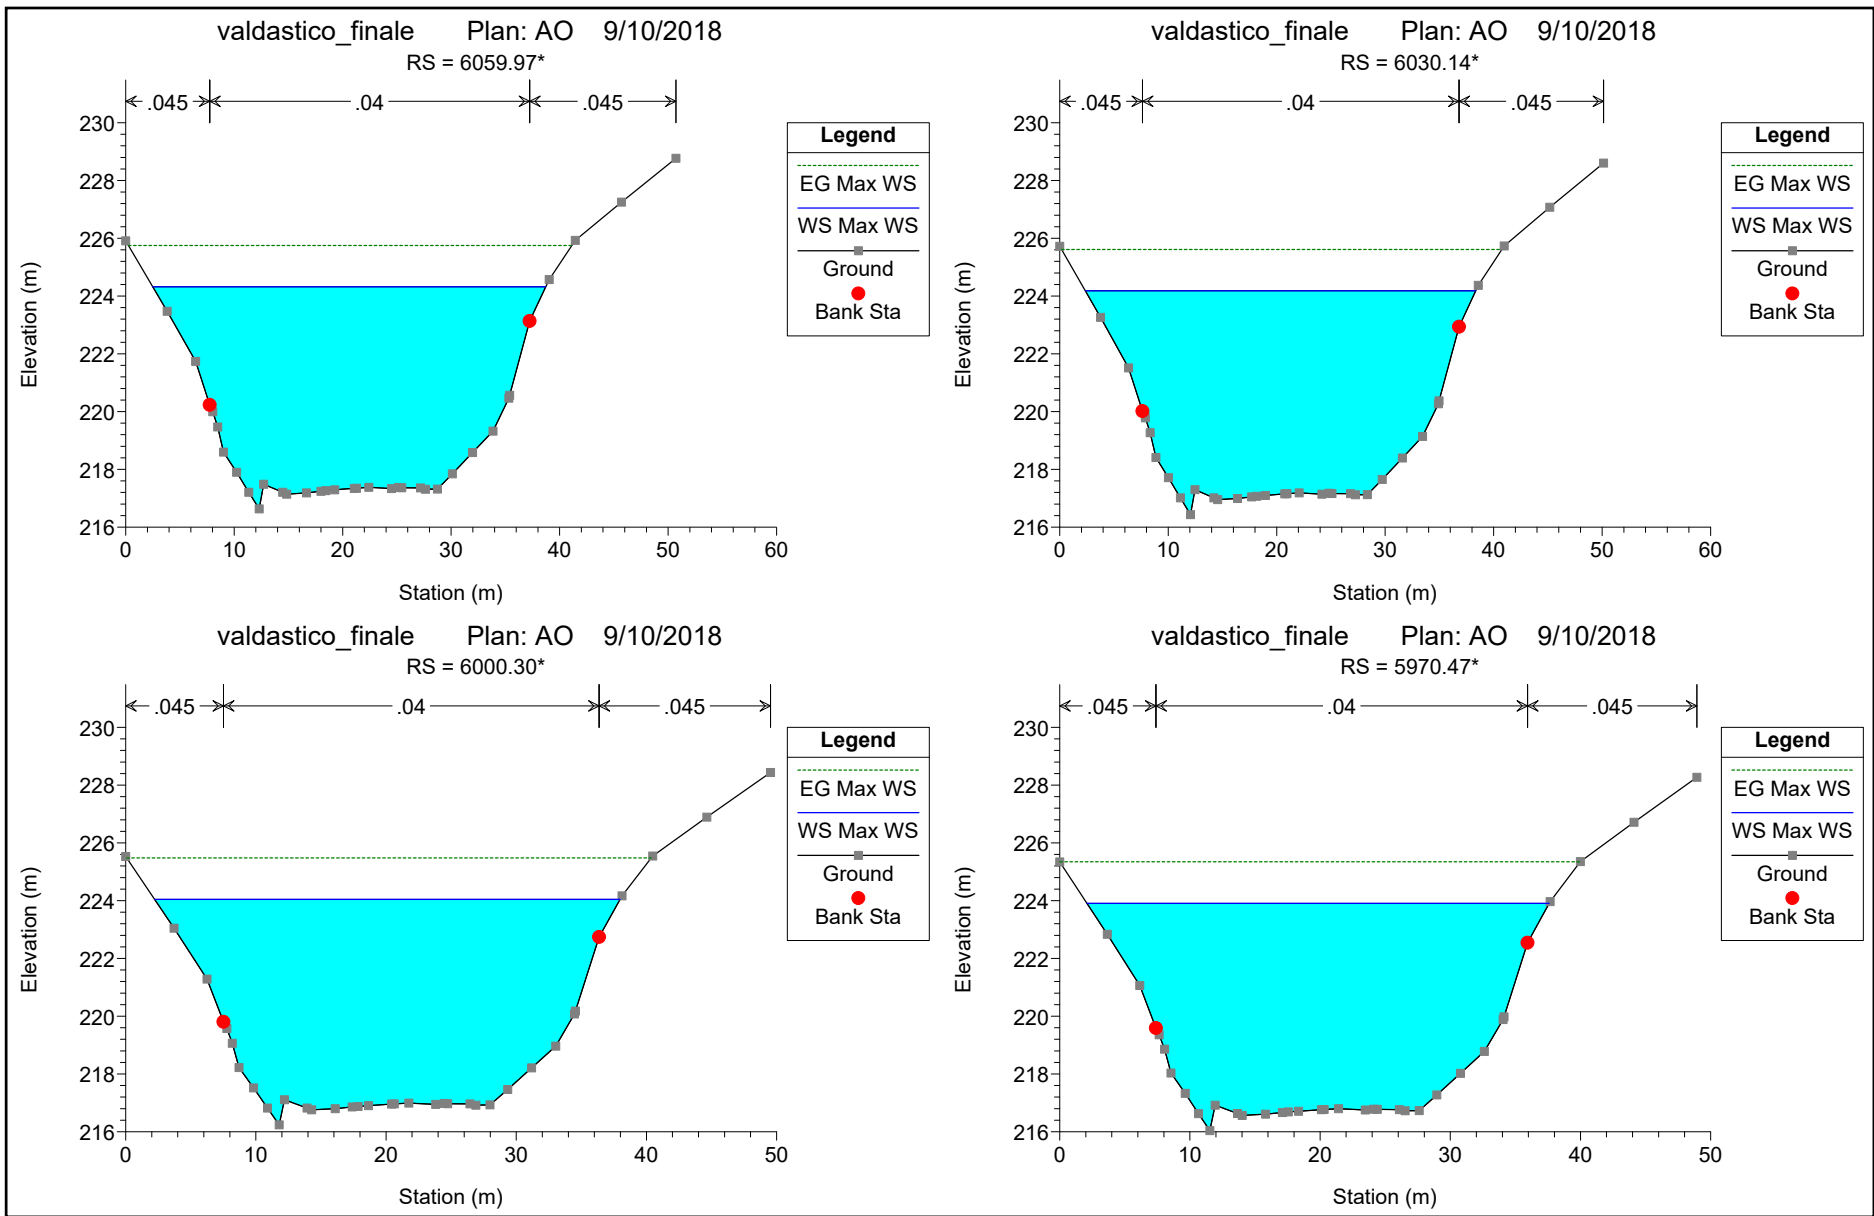 valdastico_finale Plan: AO 9/10/2018
RS = 6059.97*
.045 .04 .045
230
228
226
224
222
220
218
216
0 10 20 30 40 50 60
Elevation (m)
Station (m)
Legend
EG Max WS
WS Max WS
Ground
Bank Sta
valdastico_finale Plan: AO 9/10/2018
RS = 6030.14*
.045 .04 .045
230
228
226
224
222
220
218
216
0 10 20 30 40 50 60
Elevation (m)
Station (m)
Legend
EG Max WS
WS Max WS
Ground
Bank Sta
valdastico_finale Plan: AO 9/10/2018
RS = 6000.30*
.045 .04 .045
230
228
226
224
222
220
218
216
0 10 20 30 40 50
Elevation (m)
Station (m)
Legend
EG Max WS
WS Max WS
Ground
Bank Sta
valdastico_finale Plan: AO 9/10/2018
RS = 5970.47*
.045 .04 .045
230
228
226
224
222
220
218
216
0 10 20 30 40 50
Elevation (m)
Station (m)
Legend
EG Max WS
WS Max WS
Ground
Bank Sta